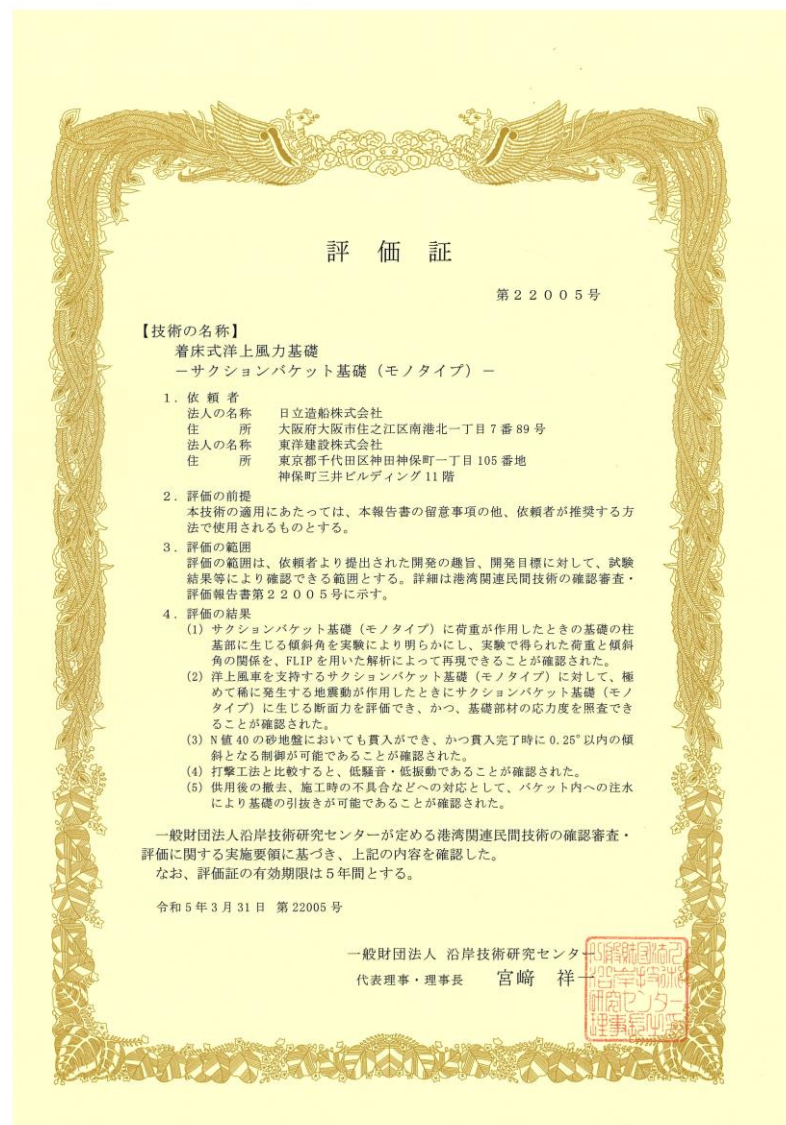 評価証
第22005号
【技術の名称】
着床式洋上風力基礎
－サクションバケット基礎（モノタイプ）－
１．依頼者
法人の名称　日立造船株式会社
住　　所　大阪府大阪市住之江区南港北一丁目7番89号
法人の名称　東洋建設株式会社
住　　所　東京都千代田区神田神保町一丁目105番地
神保町三井ビルディング11階
２．評価の前提
本技術の適用にあたっては、本報告書の留意事項の他、依頼者が推奨する方
法で使用されるものとする。
３．評価の範囲
評価の範囲は、依頼者より提出された開発の趣旨、開発目標に対して、試験
結果等により確認できる範囲とする。詳細は港湾関連民間技術の確認審査・
評価報告書第２２００５号に示す。
４．評価の結果
(1) サクションバケット基礎（モノタイプ）に荷重が作用したときの基礎の柱
基部に生じる傾斜角を実験により明らかにし、実験で得られた荷重と傾斜
角の関係を、FLIPを用いた解析によって再現できることが確認された。
(2) 洋上風車を支持するサクションバケット基礎（モノタイプ）に対して、極
めて稀に発生する地震動が作用したときにサクションバケット基礎（モノ
タイプ）に生じる断面力を評価でき、かつ、基礎部材の応力度を照査でき
ることが確認された。
(3) N値40の砂地盤においても貫入ができ、かつ貫入完了時に0.25°以内の傾
斜となる制御が可能であることが確認された。
(4) 打撃工法と比較すると、低騒音・低振動であることが確認された。
(5) 供用後の撤去、施工時の不具合などへの対応として、バケット内への注水
により基礎の引抜きが可能であることが確認された。
一般財団法人沿岸技術研究センターが定める港湾関連民間技術の確認審査・
評価に関する実施要領に基づき、上記の内容を確認した。
なお、評価証の有効期限は５年間とする。
令和5年3月31日　第22005号
一般財団法人 沿岸技術研究センター
代表理事・理事長　宮﨑　祥一